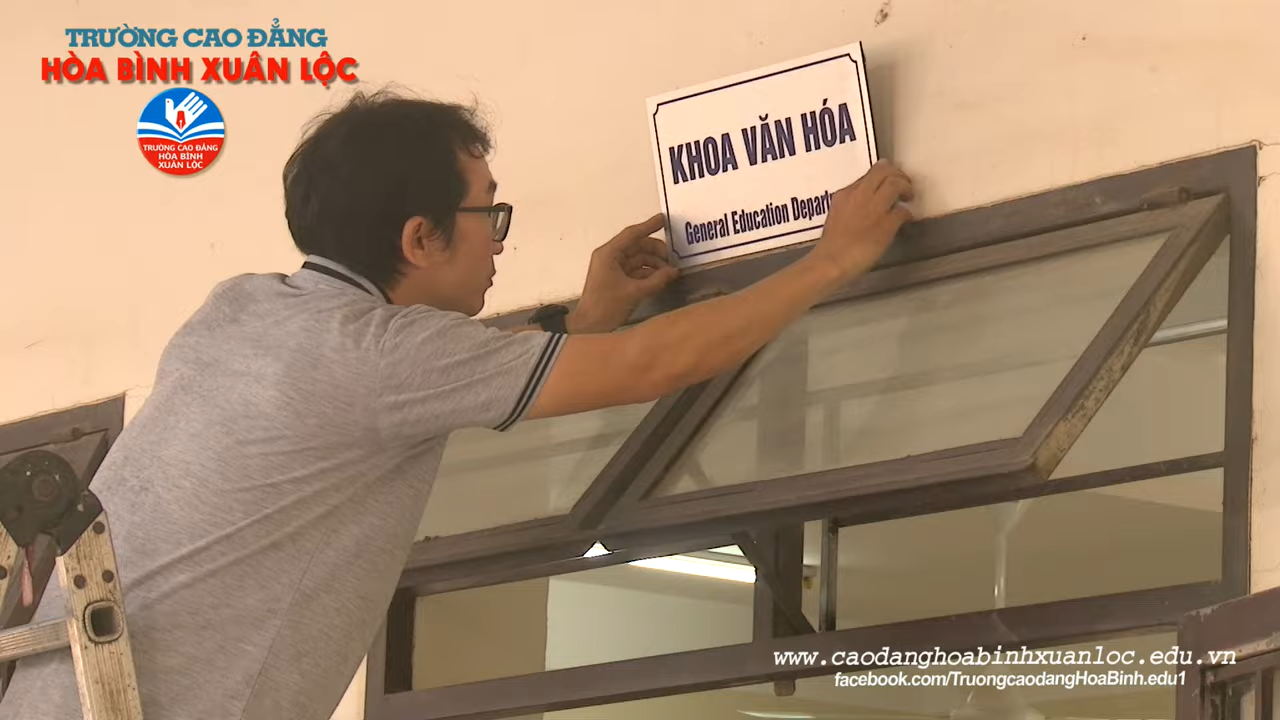 TRƯỜNG CAO ĐẲNG
HÒA BÌNH XUÂN LỘC
TRƯỜNG CAO ĐẲNG
HÒA BÌNH
XUÂN LỘC
KHOA VĂN HÓA
General Education
www.caodanghoabinhxuanloc.edu.vn
facebook.com/TruongcaodangHoaBinh.edu1